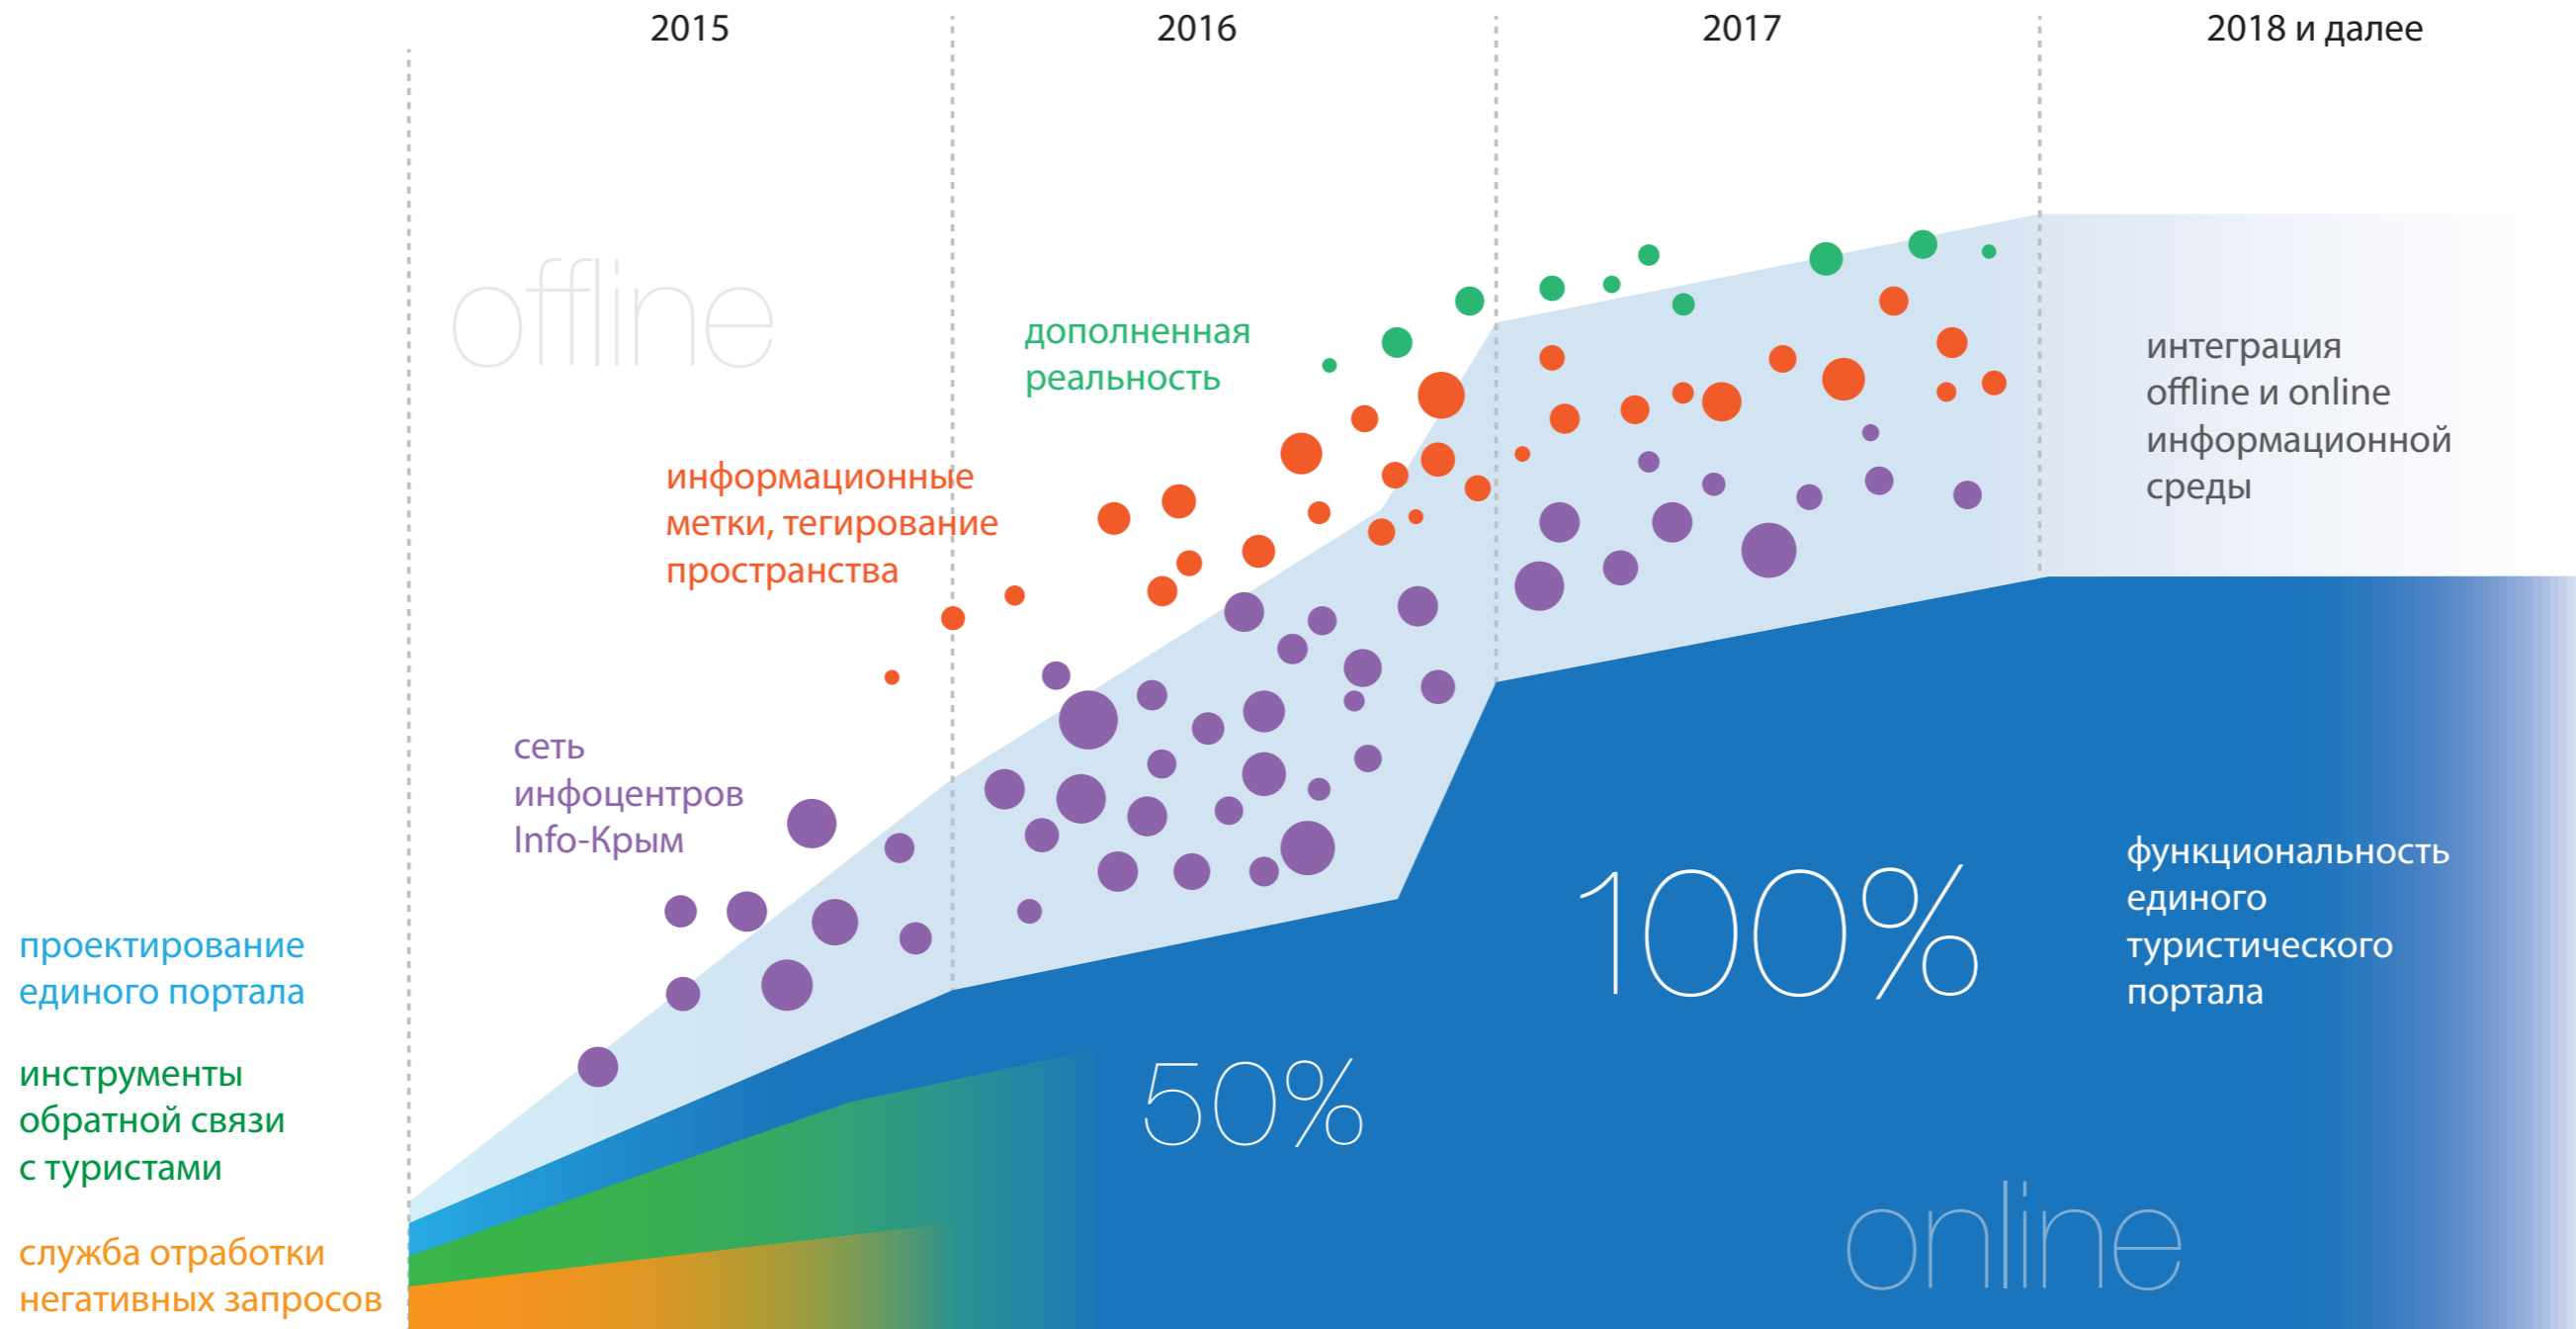 2015
2016
2017
2018 и далее
offline
дополненная
реальность
интеграция
offline и online
информационной
среды
информационные
метки, тегирование
пространства
сеть
инфоцентров
Info-Крым
проектирование
единого портала
инструменты
обратной связи
с туристами
служба отработки
негативных запросов
50%
100%
функциональность
единого
туристического
портала
online